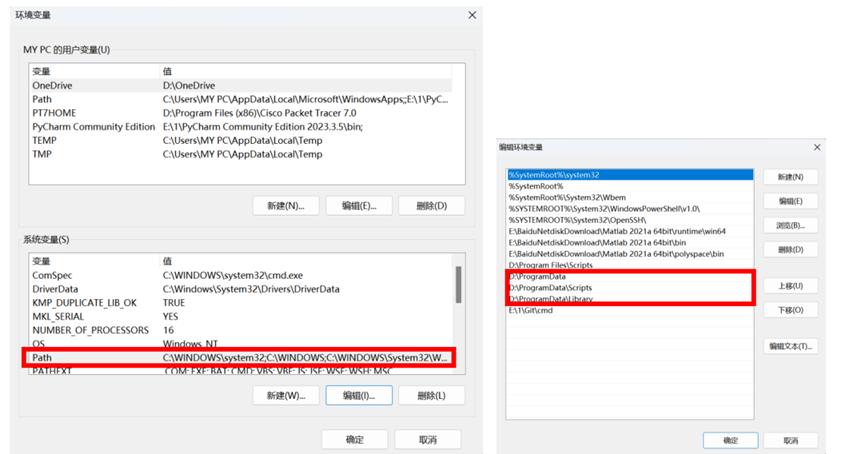 环境变量
MY PC 的用户变量(U)
变量 值
OneDrive D:\OneDrive
Path C:\Users\MY PC\AppData\Local\Microsoft\WindowsApps;;E:\1\PyC...
PT7HOME D:\Program Files (x86)\Cisco Packet Tracer 7.0
PyCharm Community Edition E:\1\PyCharm Community Edition 2023.3.5\bin;
TEMP C:\Users\MY PC\AppData\Local\Temp
TMP C:\Users\MY PC\AppData\Local\Temp
新建(N)... 编辑(E)... 删除(D)
系统变量(S)
变量 值
ComSpec C:\WINDOWS\system32\cmd.exe
DriverData C:\Windows\System32\Drivers\DriverData
KMP_DUPLICATE_LIB_OK TRUE
MKL_SERIAL YES
NUMBER_OF_PROCESSORS 16
OS Windows_NT
Path C:\WINDOWS\system32;C:\WINDOWS;C:\WINDOWS\System32\W...
PATHEXT .COM;.EXE;.BAT;.CMD;.VBS;.VBE;.JS;.JSE;.WSF;.WSH;.MSC
新建(W)... 编辑(I)... 删除(L)
确定 取消
编辑环境变量
%SystemRoot%\system32
%SystemRoot%
%SystemRoot%\System32\Wbem
%SYSTEMROOT%\System32\WindowsPowerShell\v1.0\
%SYSTEMROOT%\System32\OpenSSH\
E:\BaiduNetdiskDownload\Matlab 2021a 64bit\runtime\win64
E:\BaiduNetdiskDownload\Matlab 2021a 64bit\bin
E:\BaiduNetdiskDownload\Matlab 2021a 64bit\polyspace\bin
D:\Program Files\Scripts
D:\ProgramData
D:\ProgramData\Scripts
D:\ProgramData\Library
E:\1\Git\cmd
新建(N)
编辑(E)
浏览(B)...
删除(D)
上移(U)
下移(O)
编辑文本(T)...
确定 取消